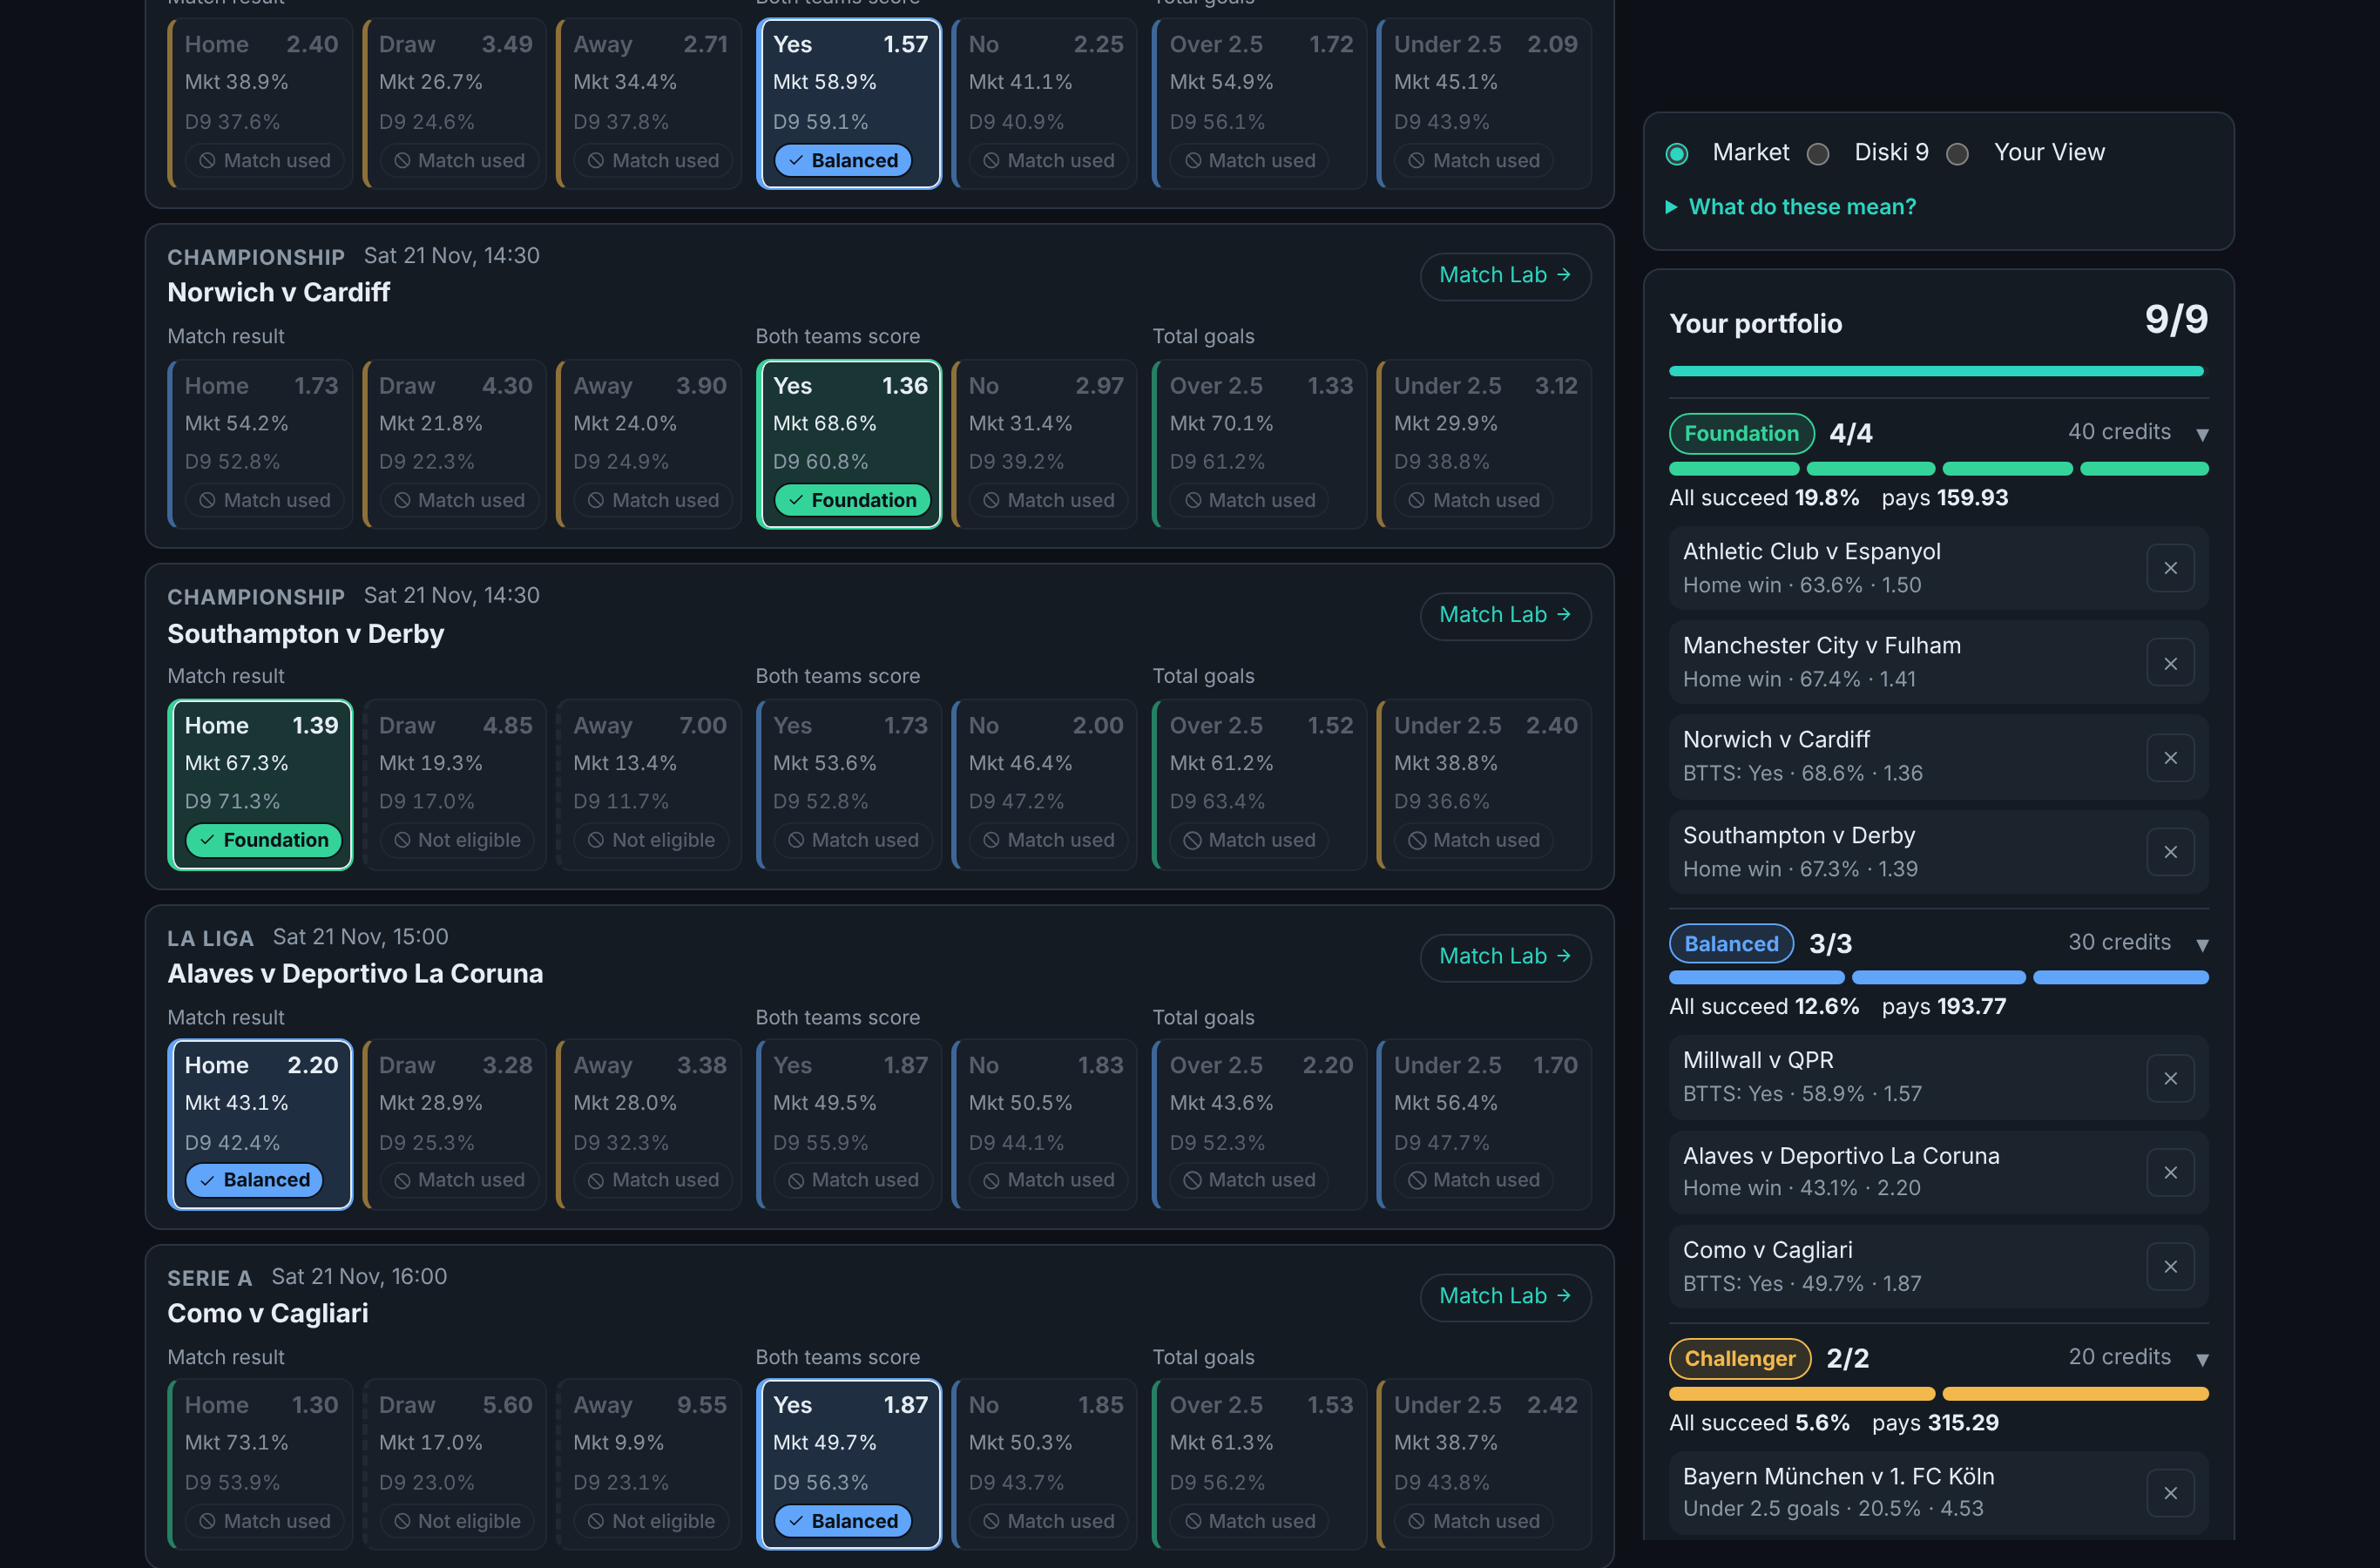 Match result
Both teams score
Total goals
Home 2.40 Draw 3.49 Away 2.71 Yes 1.57 No 2.25 Over 2.5 1.72 Under 2.5 2.09
Mkt 38.9% Mkt 26.7% Mkt 34.4% Mkt 58.9% Mkt 41.1% Mkt 54.9% Mkt 45.1%
D9 37.6% D9 24.6% D9 37.8% D9 59.1% D9 40.9% D9 56.1% D9 43.9%
Match used Match used Match used Balanced Match used Match used Match used
CHAMPIONSHIP Sat 21 Nov, 14:30
Norwich v Cardiff
Match Lab →
Match result Both teams score Total goals
Home 1.73 Draw 4.30 Away 3.90 Yes 1.36 No 2.97 Over 2.5 1.33 Under 2.5 3.12
Mkt 54.2% Mkt 21.8% Mkt 24.0% Mkt 68.6% Mkt 31.4% Mkt 70.1% Mkt 29.9%
D9 52.8% D9 22.3% D9 24.9% D9 60.8% D9 39.2% D9 61.2% D9 38.8%
Match used Match used Match used Foundation Match used Match used Match used
CHAMPIONSHIP Sat 21 Nov, 14:30
Southampton v Derby
Match Lab →
Match result Both teams score Total goals
Home 1.39 Draw 4.85 Away 7.00 Yes 1.73 No 2.00 Over 2.5 1.52 Under 2.5 2.40
Mkt 67.3% Mkt 19.3% Mkt 13.4% Mkt 53.6% Mkt 46.4% Mkt 61.2% Mkt 38.8%
D9 71.3% D9 17.0% D9 11.7% D9 52.8% D9 47.2% D9 63.4% D9 36.6%
Foundation Not eligible Not eligible Match used Match used Match used Match used
LA LIGA Sat 21 Nov, 15:00
Alaves v Deportivo La Coruna
Match Lab →
Match result Both teams score Total goals
Home 2.20 Draw 3.28 Away 3.38 Yes 1.87 No 1.83 Over 2.5 2.20 Under 2.5 1.70
Mkt 43.1% Mkt 28.9% Mkt 28.0% Mkt 49.5% Mkt 50.5% Mkt 43.6% Mkt 56.4%
D9 42.4% D9 25.3% D9 32.3% D9 55.9% D9 44.1% D9 52.3% D9 47.7%
Balanced Match used Match used Match used Match used Match used Match used
SERIE A Sat 21 Nov, 16:00
Como v Cagliari
Match Lab →
Match result Both teams score Total goals
Home 1.30 Draw 5.60 Away 9.55 Yes 1.87 No 1.85 Over 2.5 1.53 Under 2.5 2.42
Mkt 73.1% Mkt 17.0% Mkt 9.9% Mkt 49.7% Mkt 50.3% Mkt 61.3% Mkt 38.7%
D9 53.9% D9 23.0% D9 23.1% D9 56.3% D9 43.7% D9 56.2% D9 43.8%
Match used Not eligible Not eligible Balanced Match used Match used Match used
Market Diski 9 Your View
What do these mean?
Your portfolio 9/9
Foundation 4/4 40 credits
All succeed 19.8% pays 159.93
Athletic Club v Espanyol
Home win · 63.6% · 1.50
Manchester City v Fulham
Home win · 67.4% · 1.41
Norwich v Cardiff
BTTS: Yes · 68.6% · 1.36
Southampton v Derby
Home win · 67.3% · 1.39
Balanced 3/3 30 credits
All succeed 12.6% pays 193.77
Millwall v QPR
BTTS: Yes · 58.9% · 1.57
Alaves v Deportivo La Coruna
Home win · 43.1% · 2.20
Como v Cagliari
BTTS: Yes · 49.7% · 1.87
Challenger 2/2 20 credits
All succeed 5.6% pays 315.29
Bayern München v 1. FC Köln
Under 2.5 goals · 20.5% · 4.53